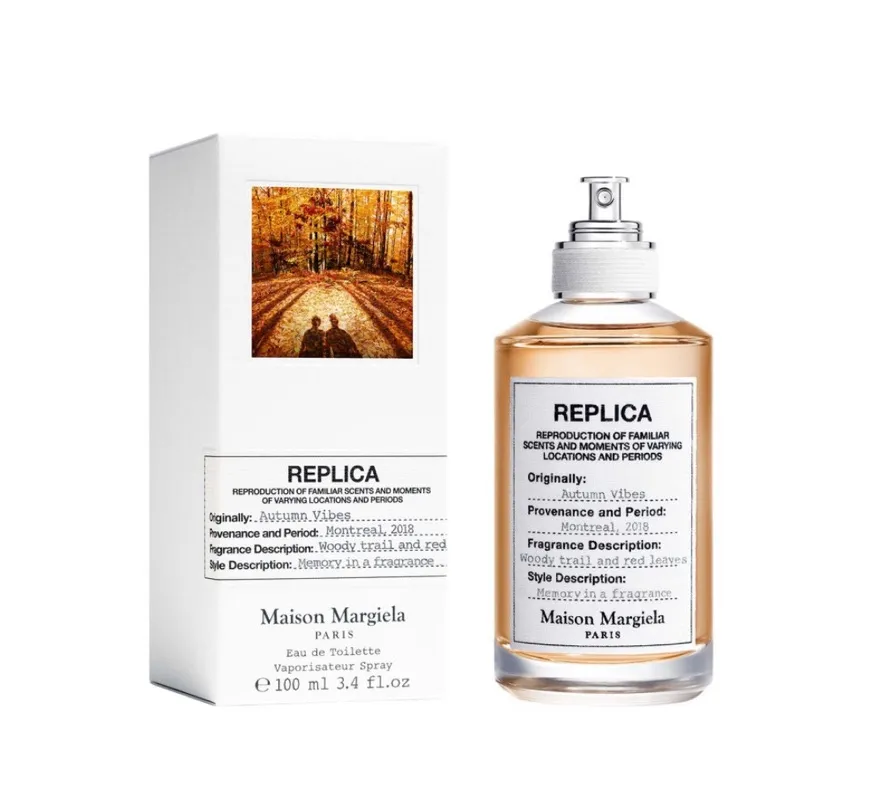 REPLICA
REPRODUCTION OF FAMILIAR SCENTS AND MOMENTS
OF VARYING LOCATIONS AND PERIODS
Originally: Autumn Vibes
Provenance and Period: Montreal, 2018
Fragrance Description: Woody trail and red
Style Description: Memory in a fragrance
Maison Margiela
PARIS
Eau de Toilette
Vaporisateur Spray
℮ 100 ml 3.4 fl.oz
REPLICA
REPRODUCTION OF FAMILIAR
SCENTS AND MOMENTS OF VARYING
LOCATIONS AND PERIODS
Originally:
Autumn Vibes
Provenance and Period:
Montreal, 2018
Fragrance Description:
Woody trail and red leaves
Style Description:
Memory in a fragrance
Maison Margiela
PARIS